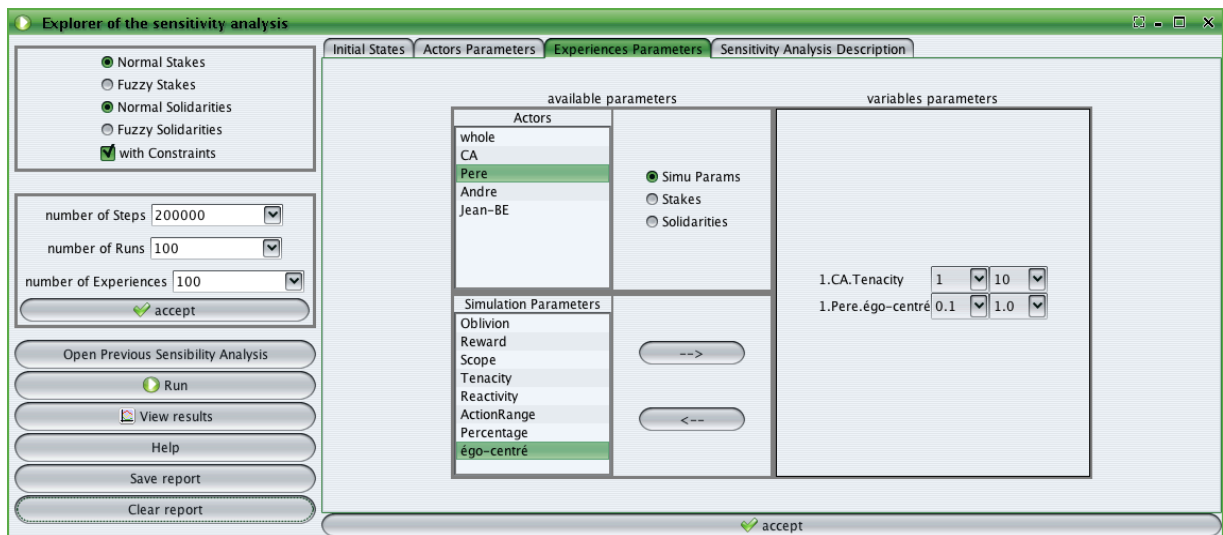 Explorer of the sensitivity analysis
Normal Stakes
Fuzzy Stakes
Normal Solidarities
Fuzzy Solidarities
with Constraints
number of Steps 200000
number of Runs 100
number of Experiences 100
accept
Open Previous Sensibility Analysis
Run
View results
Help
Save report
Clear report
Initial States Actors Parameters Experiences Parameters Sensitivity Analysis Description
available parameters variables parameters
Actors
whole
CA
Pere
Andre
Jean-BE
Simu Params
Stakes
Solidarities
Simulation Parameters
Oblivion
Reward
Scope
Tenacity
Reactivity
ActionRange
Percentage
égo-centré
-->
<--
1.CA.Tenacity 1 10
1.Pere.égo-centré 0.1 1.0
accept